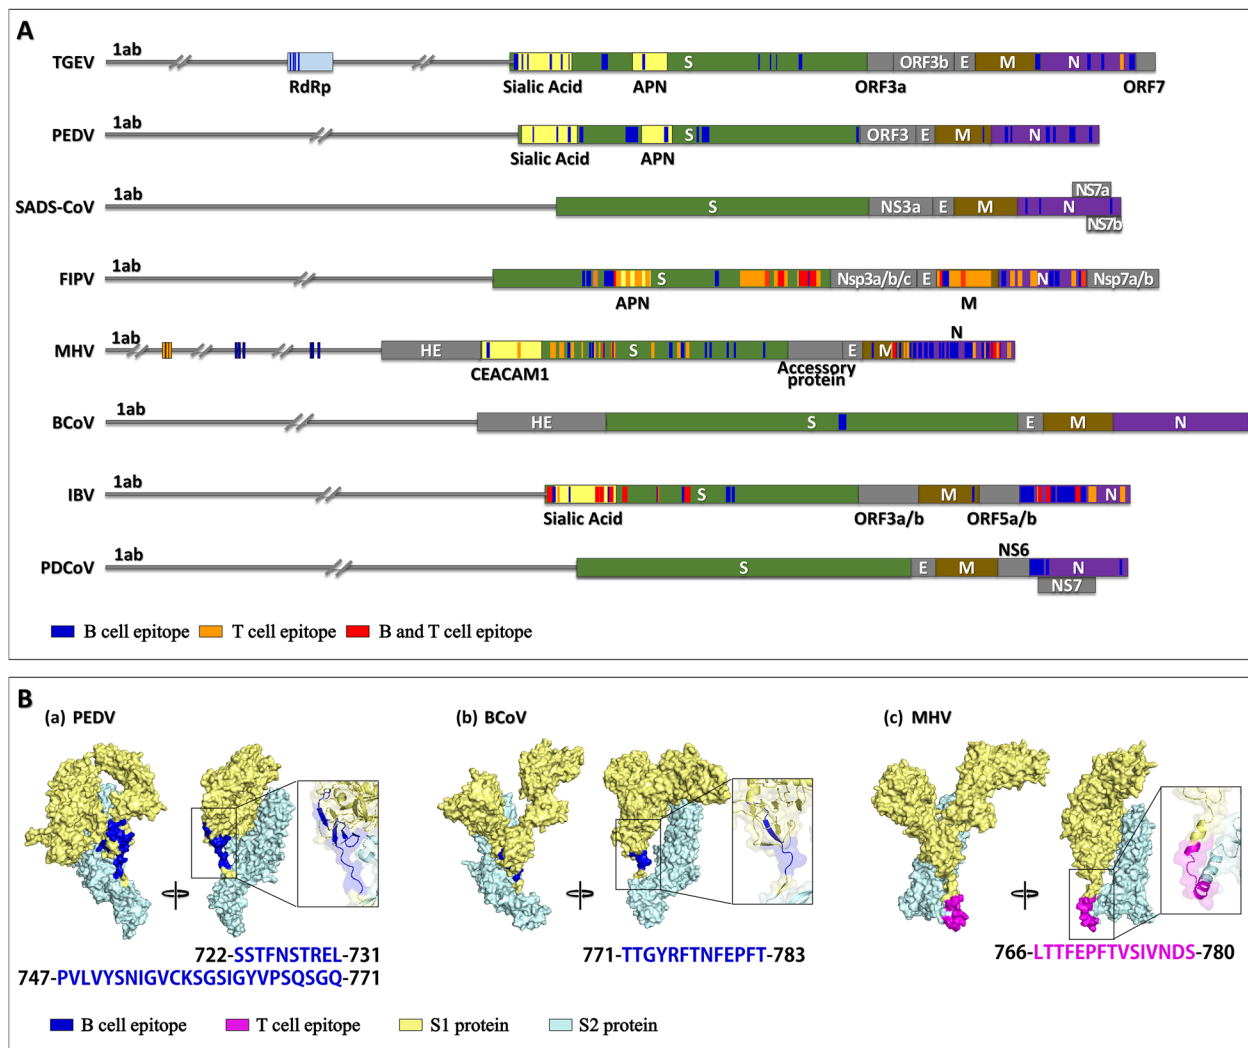 A
TGEV 1ab S ORF3b E M N
RdRp Sialic Acid APN ORF3a ORF7
PEDV 1ab S ORF3 E M N
Sialic Acid APN
NS7a
SADS-CoV 1ab S NS3a E M N
NS7b
FIPV 1ab S Nsp3a/b/c E N Nsp7a/b
APN M
N
MHV 1ab HE S E M
CEACAM1 Accessory
protein
BCoV 1ab HE S E M N
IBV 1ab S M N
Sialic Acid ORF3a/b ORF5a/b
NS6
PDCoV 1ab S E M N
NS7
B cell epitope T cell epitope B and T cell epitope
B
(a) PEDV (b) BCoV (c) MHV
722-SSTFNSTREL-731 771-TTGYRFTNFEPFT-783 766-LTTFEPFTVSIVNDS-780
747-PVLVYSNIGVCKSGSIGYVPSQSGQ-771
B cell epitope T cell epitope S1 protein S2 protein